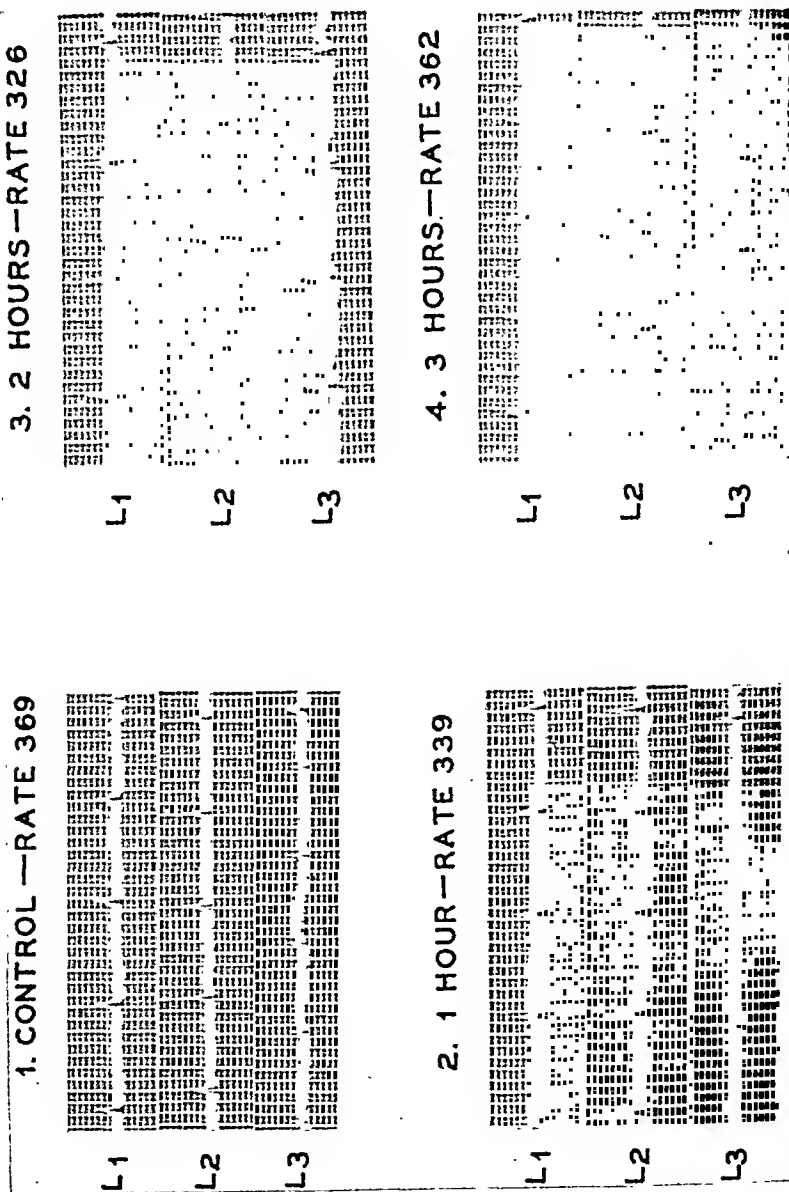 1. CONTROL — RATE 369
L1
L2
L3
2. 1 HOUR — RATE 339
L1
L2
L3
3. 2 HOURS — RATE 326
L1
L2
L3
4. 3 HOURS — RATE 362
L1
L2
L3